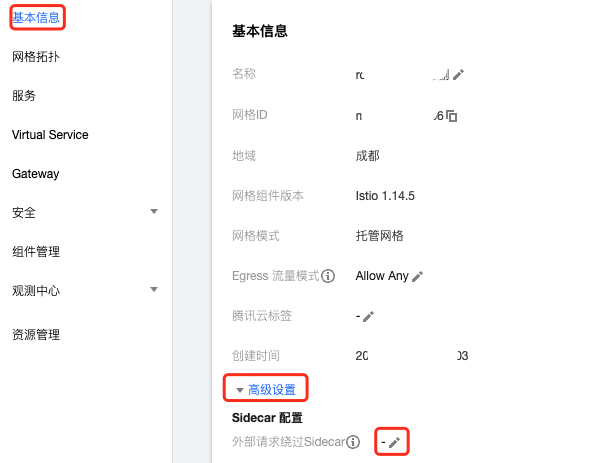 基本信息
网格拓扑
服务
Virtual Service
Gateway
安全
组件管理
观测中心
资源管理
基本信息
名称
网格ID
地域 成都
网格组件版本 Istio 1.14.5
网格模式 托管网格
Egress 流量模式 Allow Any
腾讯云标签 -
创建时间 20 03
高级设置
Sidecar 配置
外部请求绕过Sidecar -